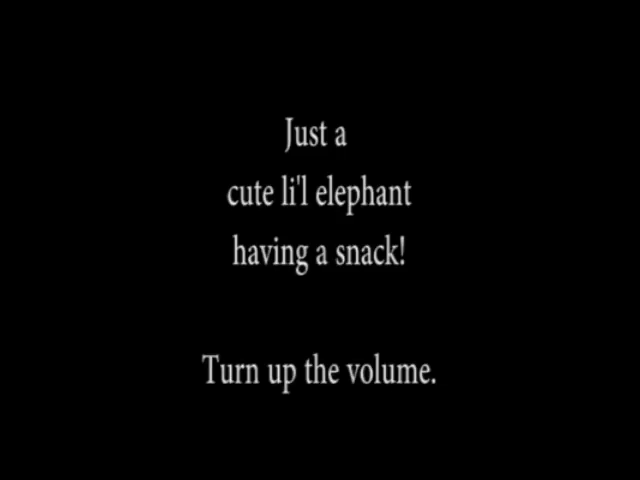 Just a
cute li'l elephant
having a snack!
Turn up the volume.